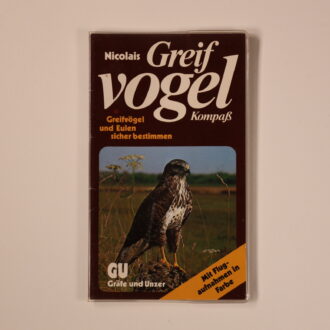 Nicolais Greif
vogel
Kompaß
Greifvögel
und Eulen
sicher bestimmen
GU
Gräfe und Unzer
Mit Flug-
aufnahmen in
Farbe